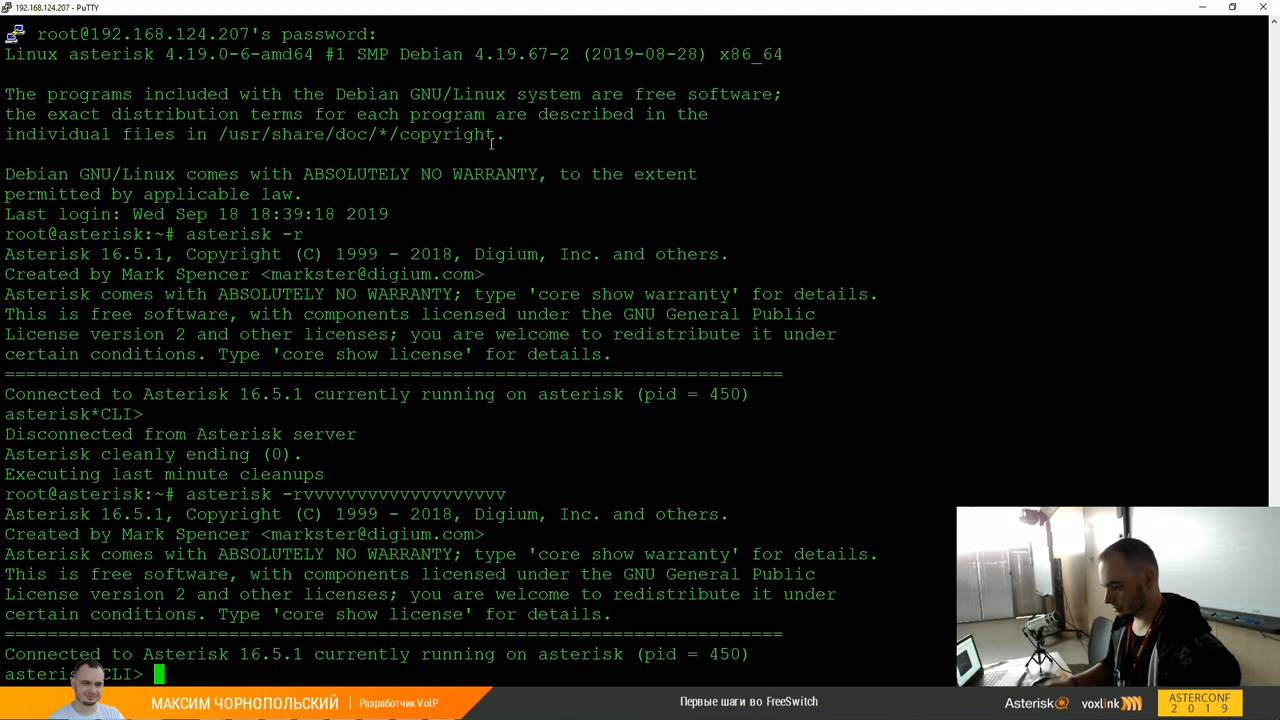 192.168.124.207 - PuTTY
root@192.168.124.207's password:
Linux asterisk 4.19.0-6-amd64 #1 SMP Debian 4.19.67-2 (2019-08-28) x86_64
The programs included with the Debian GNU/Linux system are free software;
the exact distribution terms for each program are described in the
individual files in /usr/share/doc/*/copyright.
Debian GNU/Linux comes with ABSOLUTELY NO WARRANTY, to the extent
permitted by applicable law.
Last login: Wed Sep 18 18:39:18 2019
root@asterisk:~# asterisk -r
Asterisk 16.5.1, Copyright (C) 1999 - 2018, Digium, Inc. and others.
Created by Mark Spencer <markster@digium.com>
Asterisk comes with ABSOLUTELY NO WARRANTY; type 'core show warranty' for details.
This is free software, with components licensed under the GNU General Public
License version 2 and other licenses; you are welcome to redistribute it under
certain conditions. Type 'core show license' for details.
=========================================================================
Connected to Asterisk 16.5.1 currently running on asterisk (pid = 450)
asterisk*CLI>
Disconnected from Asterisk server
Asterisk cleanly ending (0).
Executing last minute cleanups
root@asterisk:~# asterisk -rvvvvvvvvvvvvvvvvvvv
Asterisk 16.5.1, Copyright (C) 1999 - 2018, Digium, Inc. and others.
Created by Mark Spencer <markster@digium.com>
Asterisk comes with ABSOLUTELY NO WARRANTY; type 'core show warranty' for details.
This is free software, with components licensed under the GNU General Public
License version 2 and other licenses; you are welcome to redistribute it under
certain conditions. Type 'core show license' for details.
=========================================================================
Connected to Asterisk 16.5.1 currently running on asterisk (pid = 450)
asteris CLI>
МАКСИМ ЧОРНОПОЛЬСКИЙ Разработчик VoIP
Первые шаги во FreeSwitch
Asterisk voxlink
ASTERCONF
2019